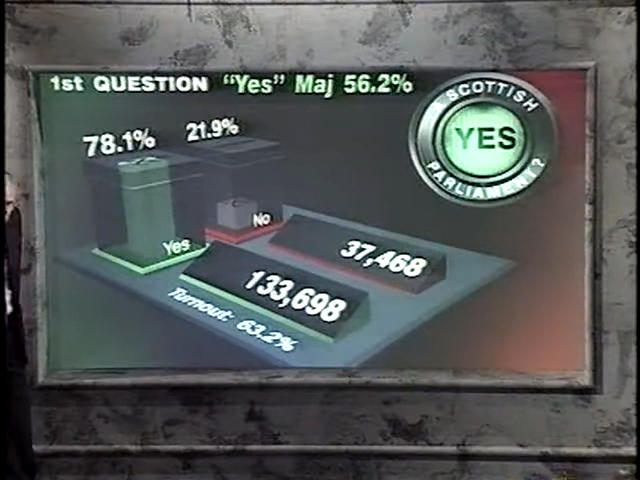 1st QUESTION "Yes" Maj 56.2%
SCOTTISH
YES
PARLIAMENT?
78.1%
21.9%
Yes
No
37,468
133,698
Turnout: 63.2%